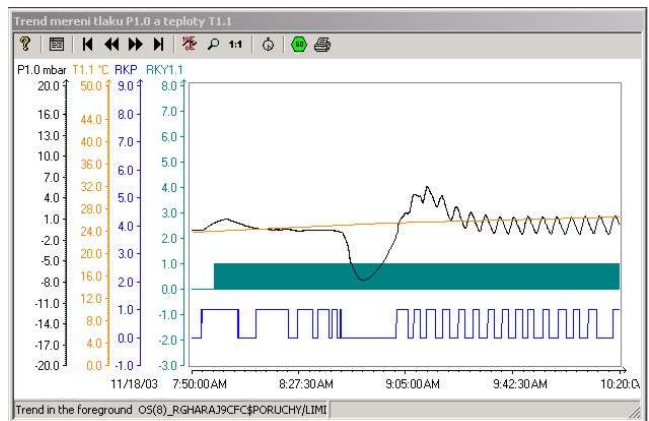 Trend mereni tlaku P1.0 a teploty T1.1
1:1
GO
P1.0 mbar T1.1 °C RKP RKY1.1
20.0 50.0 9.0 8.0
16.0 44.0 8.0 7.0
13.0 40.0 7.0 6.0
10.0 36.0 6.0 5.0
7.0 32.0 5.0 4.0
4.0 28.0 4.0 3.0
1.0 24.0 3.0 2.0
-2.0 20.0 2.0 1.0
-5.0 16.0 1.0 0.0
-8.0 12.0 0.0 -1.0
-11.0 8.0 -1.0 -2.0
-14.0 4.0 -3.0
-17.0 0.0
-20.0
11/18/03 7:50:00 AM 8:27:30 AM 9:05:00 AM 9:42:30 AM 10:20:0
Trend in the foreground OS(8)_RGHARAJ9CFC$PORUCHY/LIMI